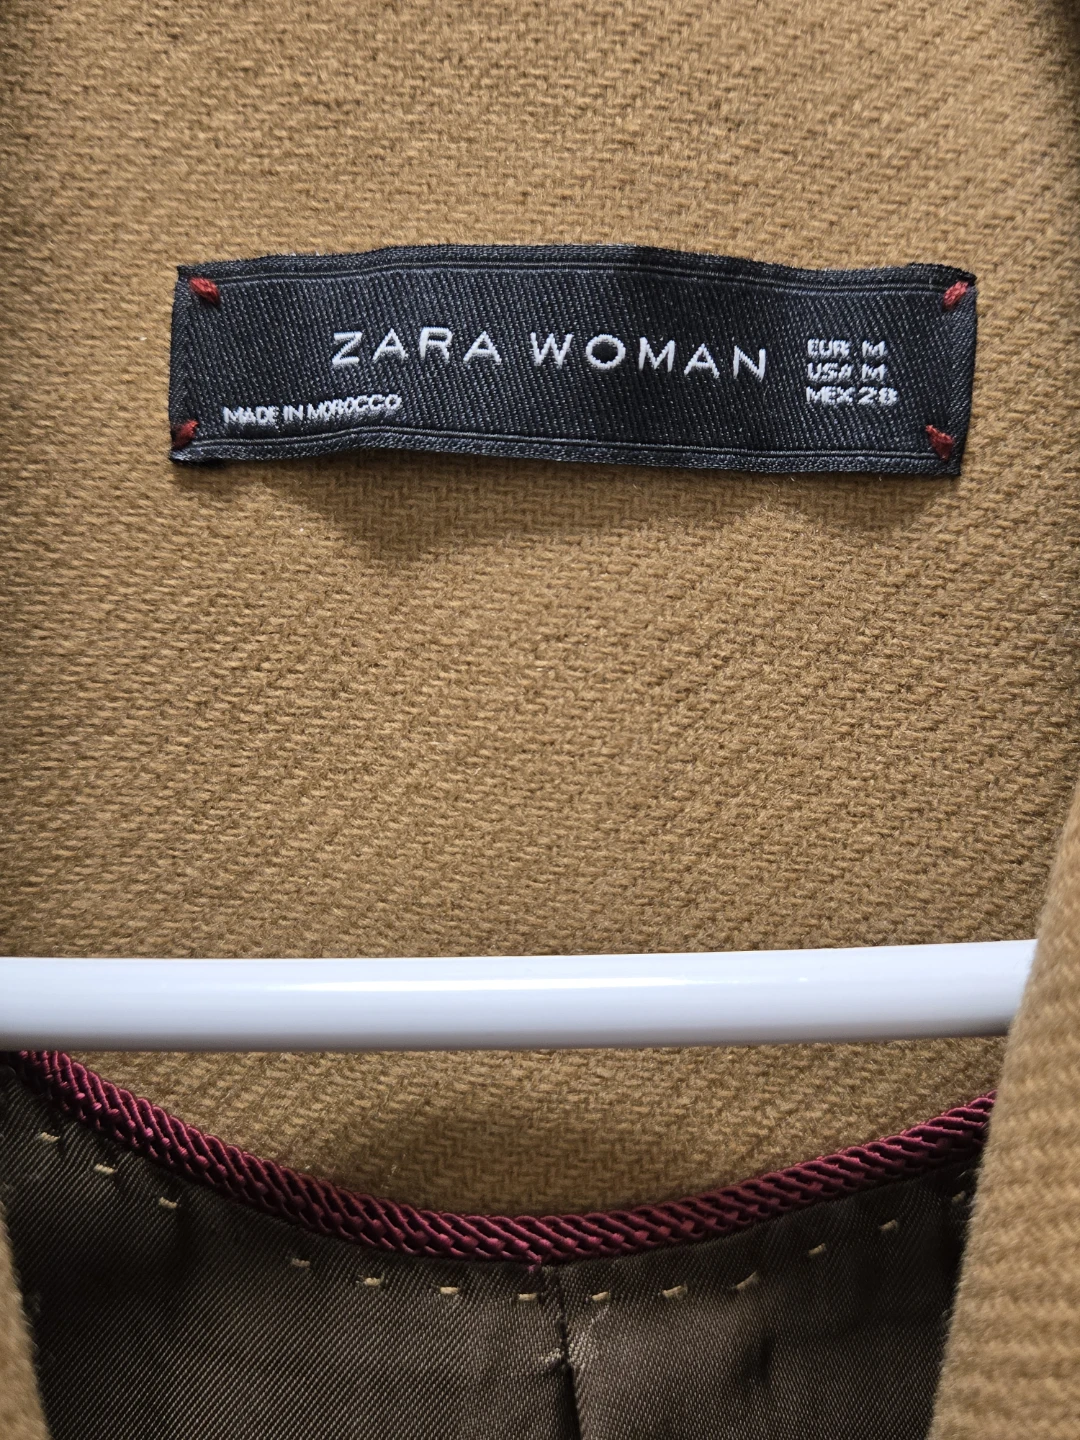 ZARA WOMAN
EUR M
USA M
MEX 28
MADE IN MOROCCO